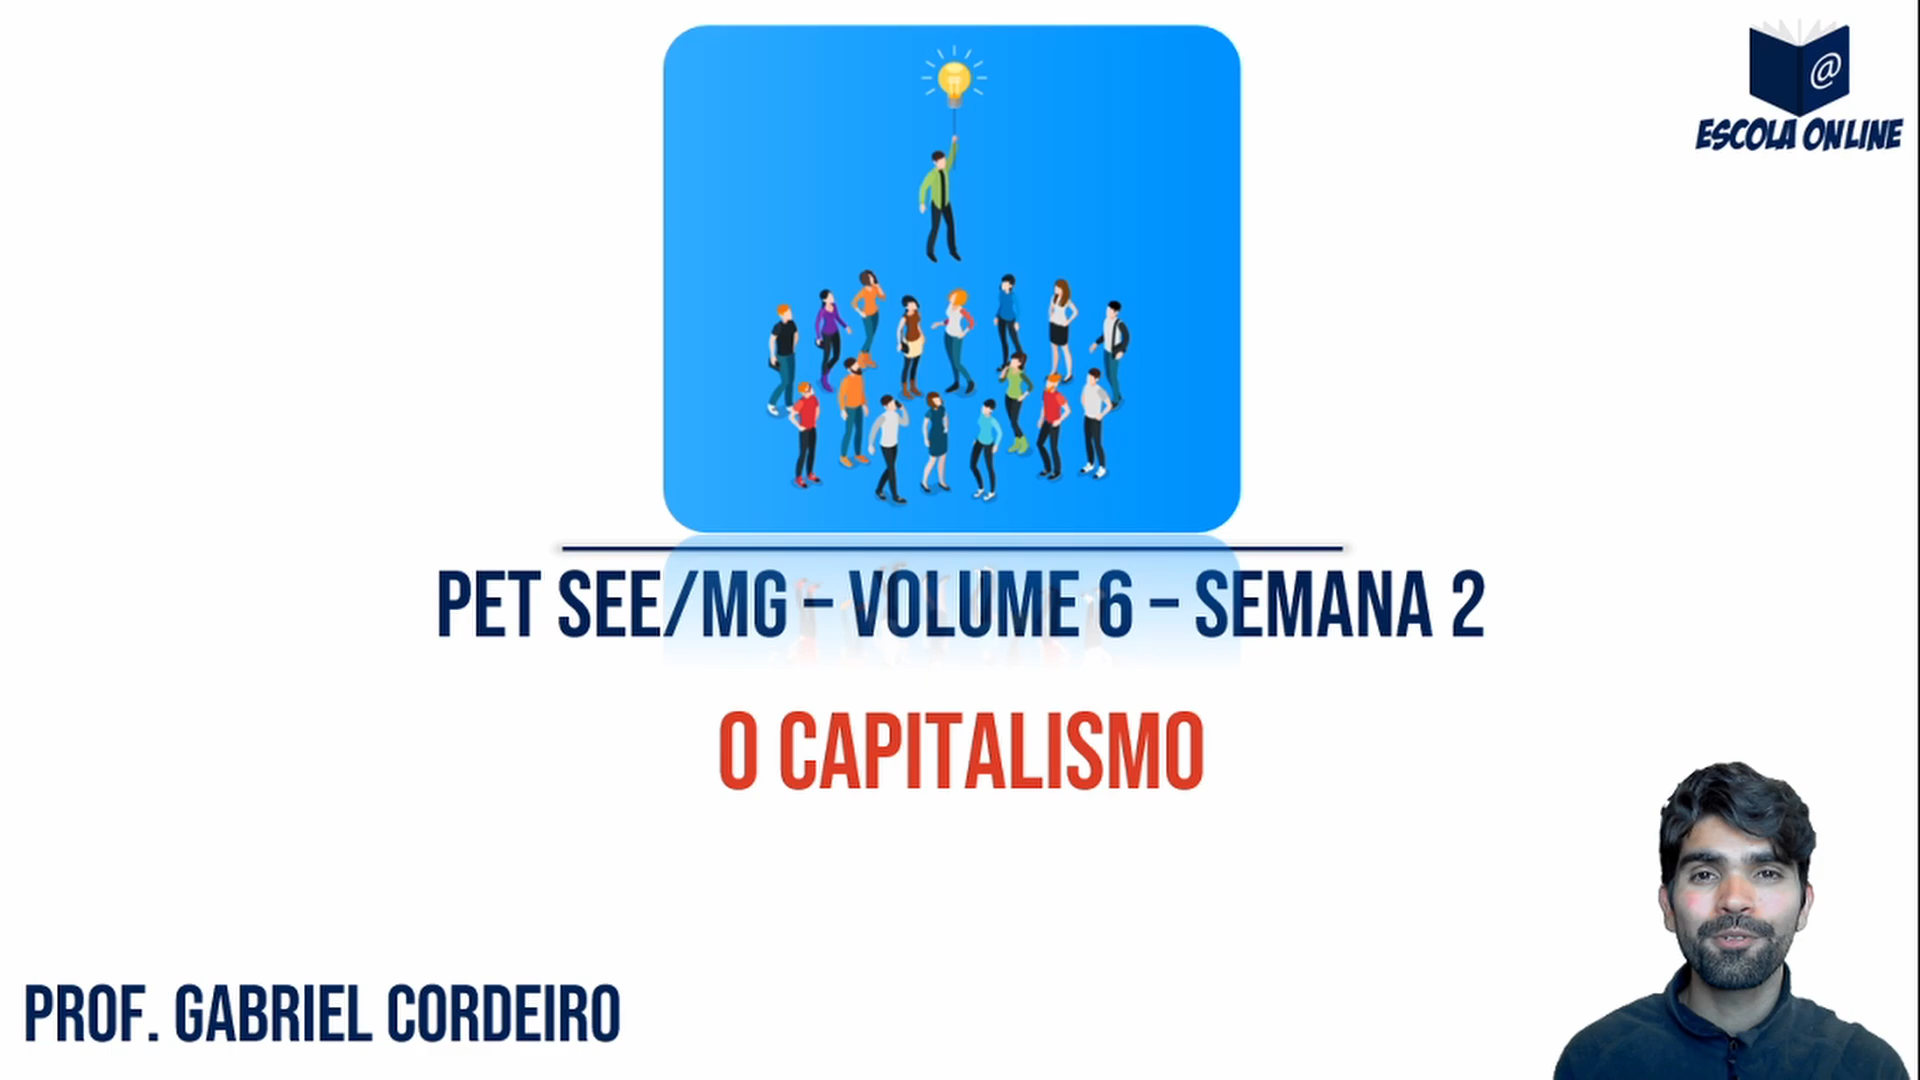 @
ESCOLA ONLINE
PET SEE/MG – VOLUME 6 – SEMANA 2
O CAPITALISMO
PROF. GABRIEL CORDEIRO